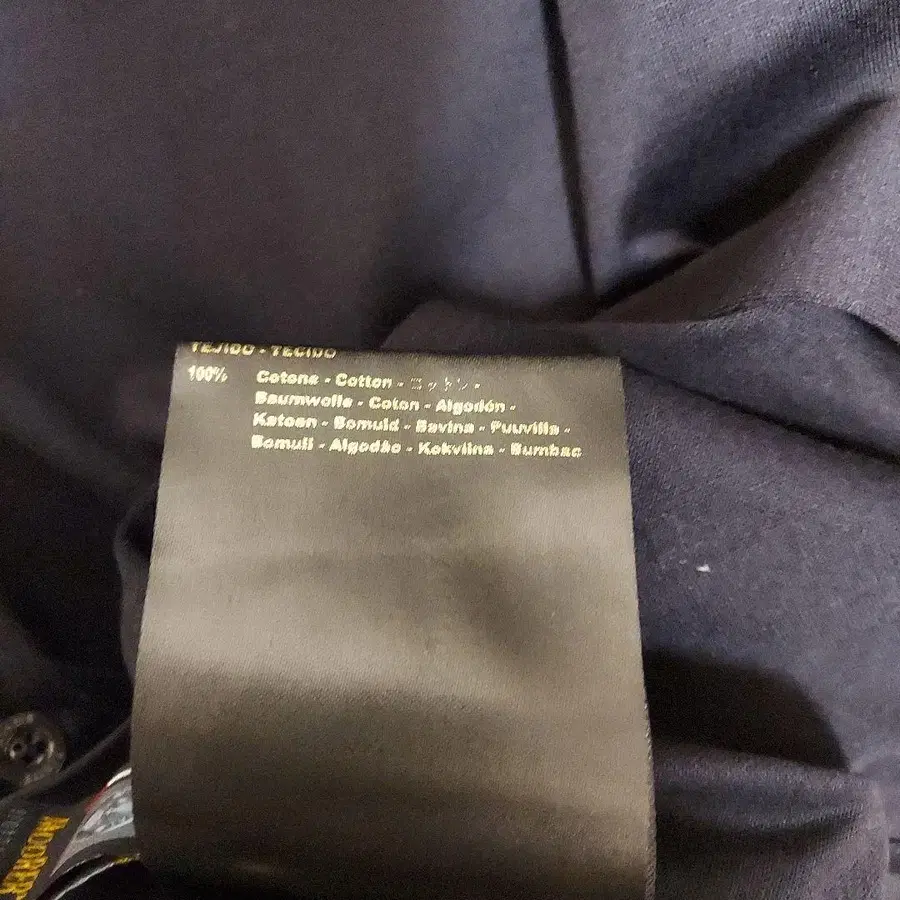 TEJIDO - TECIDO
100% Cotone - Cotton - コットン -
Baumwolle - Coton - Algodón -
Katoen - Bomuld - Bavlna - Puuvilla -
Bomull - Algodão - Kokvilna - Bumbac